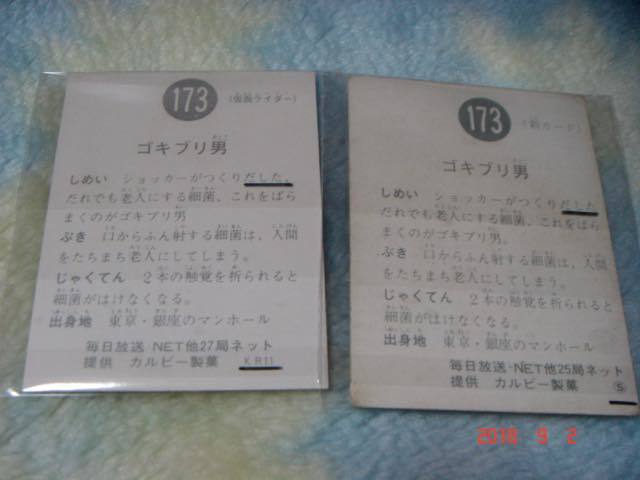 173
(仮面ライダー)
ゴキブリ男
しめい ショッカーがつくりだした、
だれでも老人にする細菌、これをばら
まくのがゴキブリ男
ぶき 口からふん射する細菌は、人間
をたちまち老人にしてしまう。
じゃくてん 2本の触覚を折られると
細菌がはけなくなる。
出身地 東京・銀座のマンホール
毎日放送・NET他27局ネット
提供 カルビー製菓 K.R11
173
(新カード)
ゴキブリ男
しめい ショッカーがつくりだした
だれでも老人にする細菌、これをばら
まくのがゴキブリ男。
ぶき 口からふん射する細菌は、人間
をたちまち老人にしてしまう。
じゃくてん 2本の触覚を折られると
細菌がはけなくなる。
出身地 東京・銀座のマンホール
毎日放送・NET他25局ネット
提供 カルビー製菓 S
2018 9 2